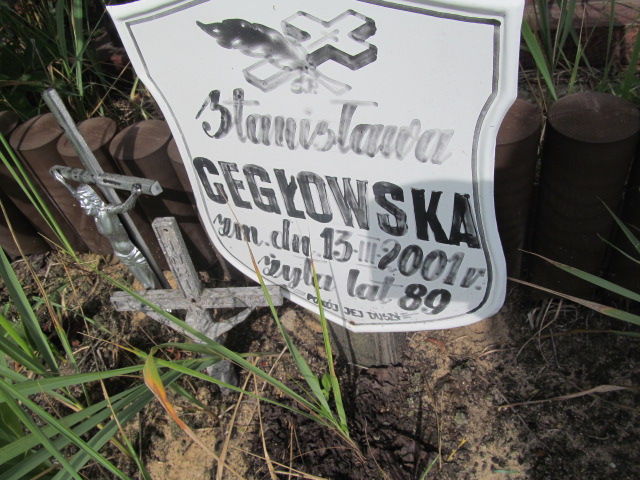 Stanisława
CEGŁOWSKA
zm. dn. 13-III-2001 r.
żyła lat 89
POKÓJ JEJ DUSZY